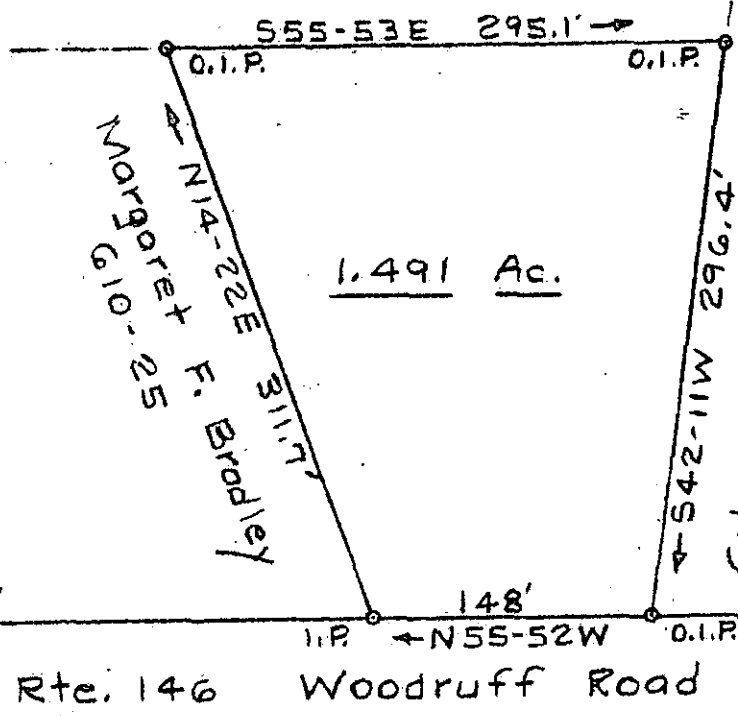 S55-53E 295.1'
O.I.P.
O.I.P.
N14-22E 311.7'
Margaret F. Bradley
610-25
1.491 Ac.
S42-11W 296.4'
148'
I.P.
N55-52W
O.I.P.
Rte. 146 Woodruff Road